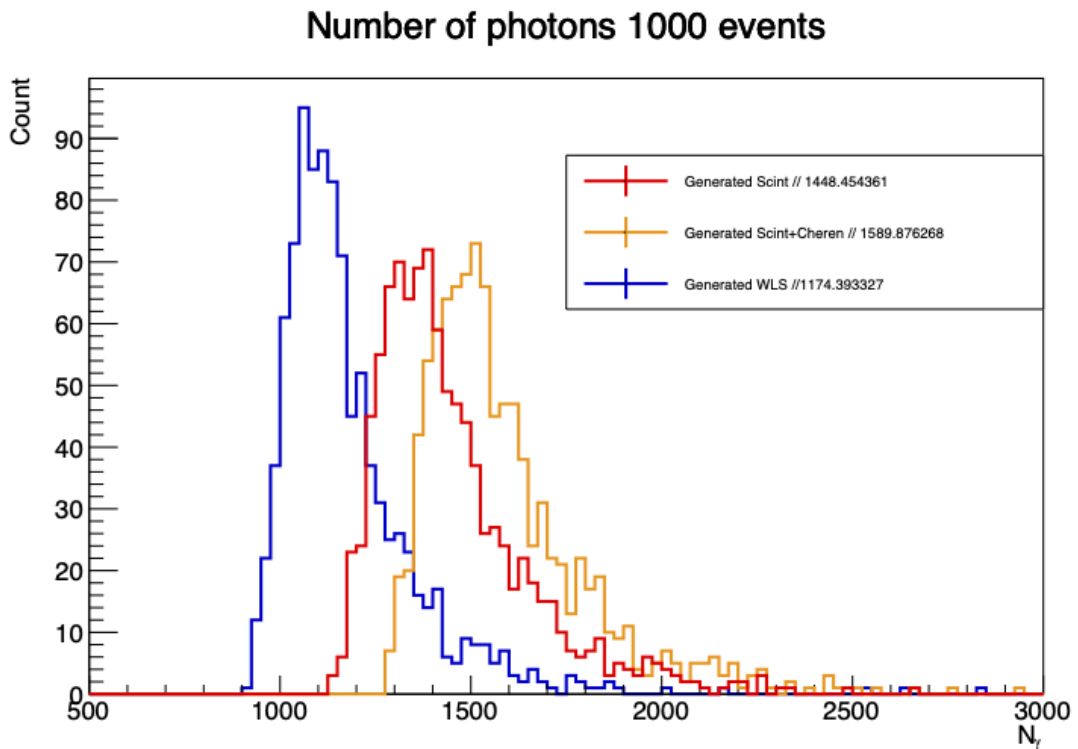 Number of photons 1000 events
Count
90
80
70
60
50
40
30
20
10
0
Generated Scint // 1448.454361
Generated Scint+Cheren // 1589.876268
Generated WLS //1174.393327
500 1000 1500 2000 2500 3000
Nγ